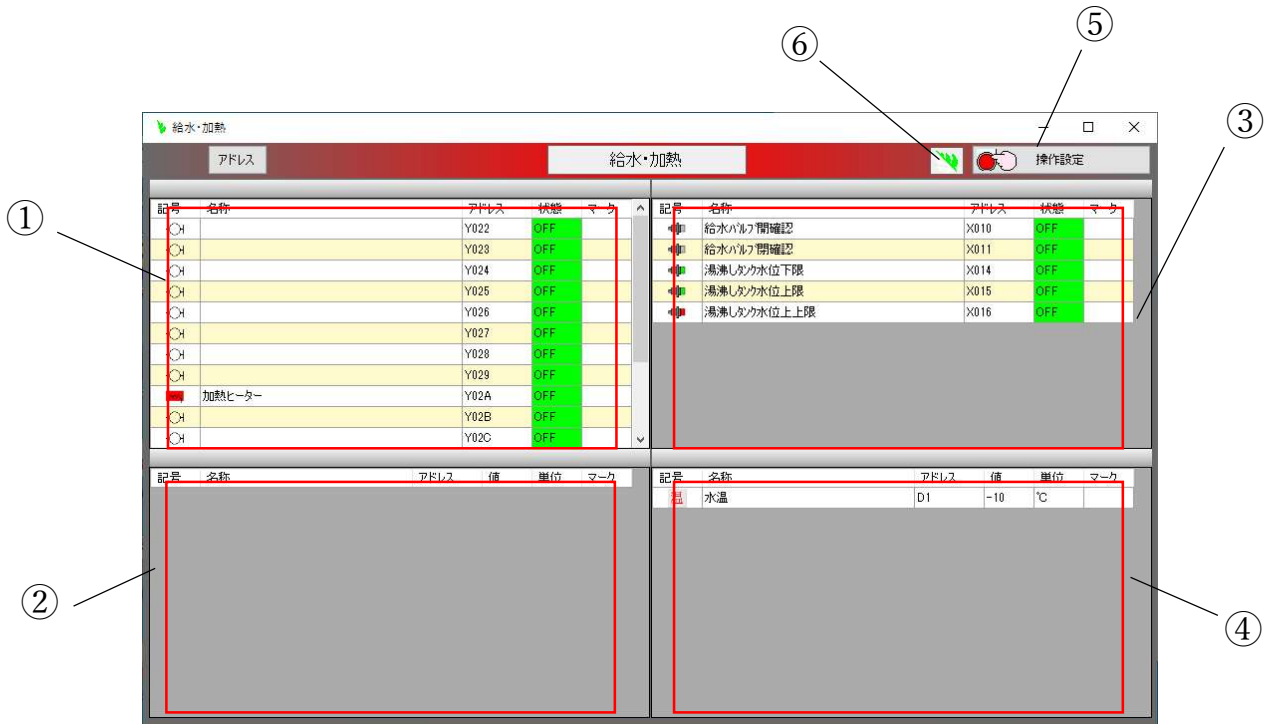 ⑤
⑥
③
給水・加熱
アドレス
給水・加熱
操作設定
①
記号 名称 アドレス 状態 マーク
Y022 OFF
Y023 OFF
Y024 OFF
Y025 OFF
Y026 OFF
Y027 OFF
Y028 OFF
Y029 OFF
加熱ヒーター Y02A OFF
Y02B OFF
Y02C OFF
記号 名称 アドレス 状態 マーク
給水バルブ開確認 X010 OFF
給水バルブ閉確認 X011 OFF
湯沸しタンク水位下限 X014 OFF
湯沸しタンク水位上限 X015 OFF
湯沸しタンク水位上上限 X016 OFF
②
記号 名称 アドレス 値 単位 マーク
記号 名称 アドレス 値 単位 マーク
温 水温 D1 -10 ℃
④